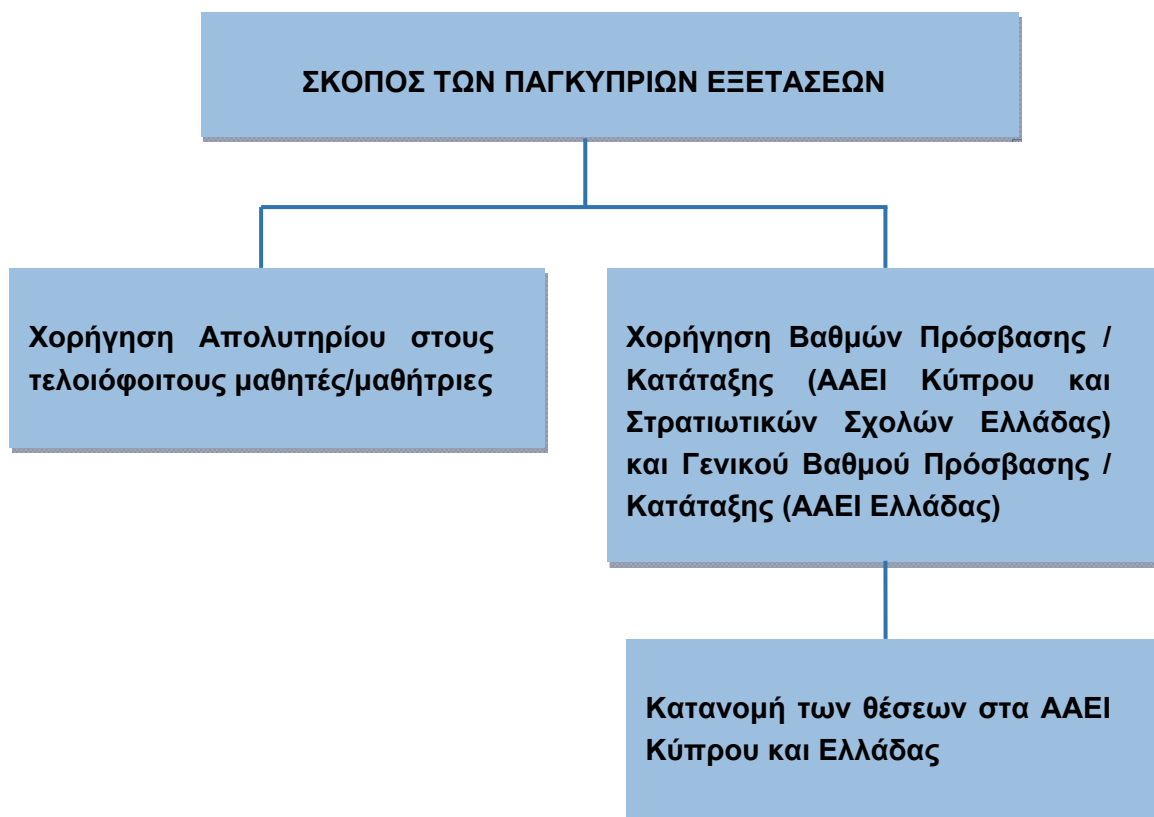 ΣΚΟΠΟΣ ΤΩΝ ΠΑΓΚΥΠΡΙΩΝ ΕΞΕΤΑΣΕΩΝ
Χορήγηση Απολυτηρίου στους
τελοιόφοιτους μαθητές/μαθήτριες
Χορήγηση Βαθμών Πρόσβασης /
Κατάταξης (ΑΑΕΙ Κύπρου και
Στρατιωτικών Σχολών Ελλάδας)
και Γενικού Βαθμού Πρόσβασης /
Κατάταξης (ΑΑΕΙ Ελλάδας)
Κατανομή των θέσεων στα ΑΑΕΙ
Κύπρου και Ελλάδας